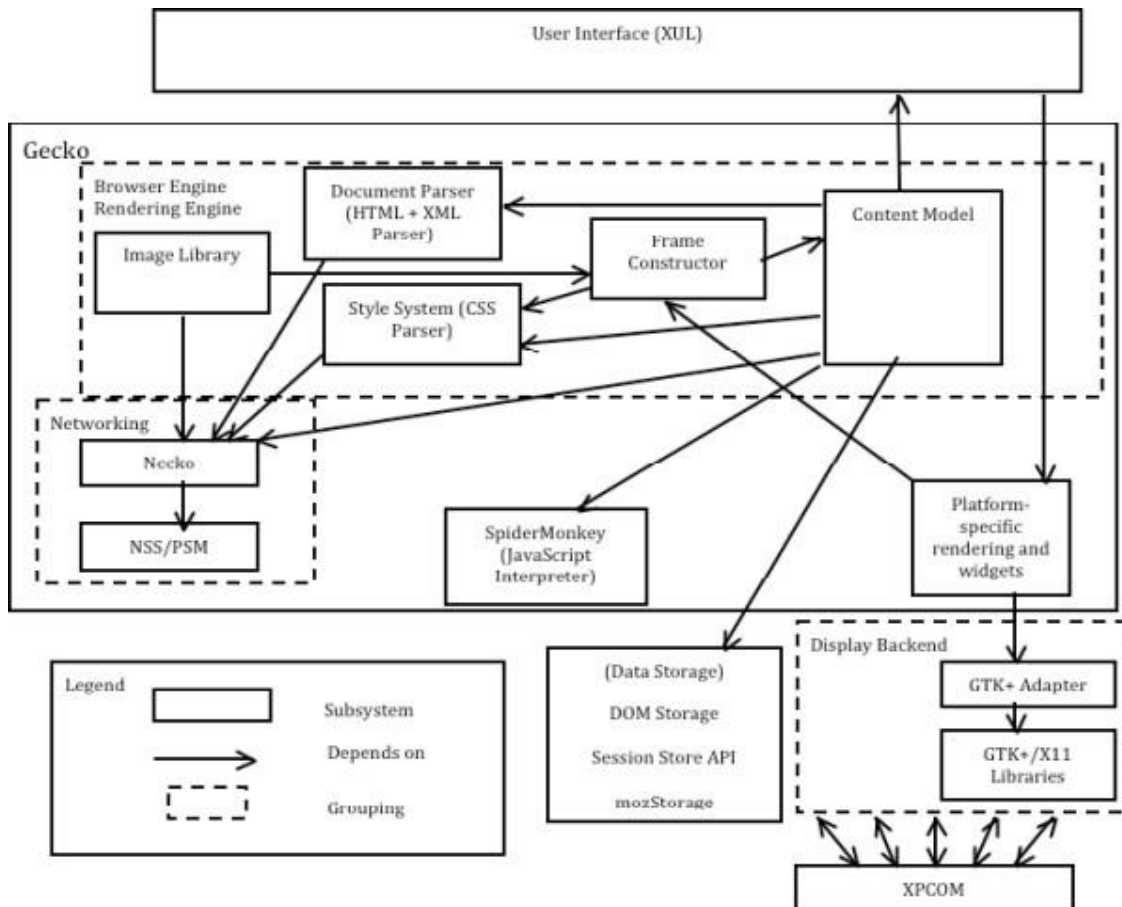 User Interface (XUL)
Gecko
Browser Engine
Rendering Engine
Document Parser
(HTML + XML
Parser)
Content Model
Image Library
Frame
Constructor
Style System (CSS
Parser)
Networking
Necko
NSS/PSM
SpiderMonkey
(JavaScript
Interpreter)
Platform-
specific
rendering and
widgets
Display Backend
GTK+ Adapter
GTK+/X11
Libraries
(Data Storage)
DOM Storage
Session Store API
mozStorage
Legend
Subsystem
Depends on
Grouping
XPCOM